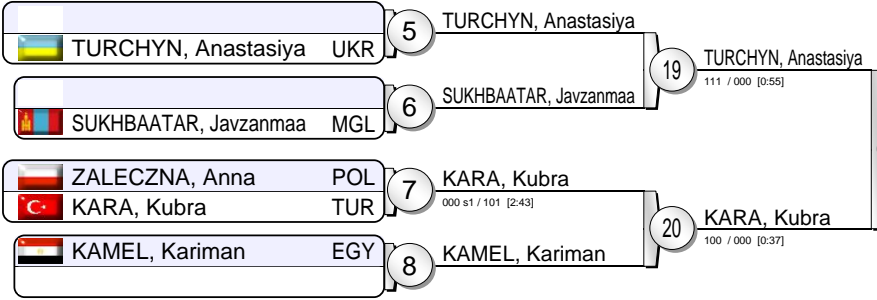 TURCHYN, Anastasiya UKR
5
TURCHYN, Anastasiya
SUKHBAATAR, Javzanmaa MGL
6
SUKHBAATAR, Javzanmaa
19
TURCHYN, Anastasiya
111 / 000 [0:55]
ZALECZNA, Anna POL
KARA, Kubra TUR
7
KARA, Kubra
000 s1 / 101 [2:43]
KAMEL, Kariman EGY
8
KAMEL, Kariman
20
KARA, Kubra
100 / 000 [0:37]